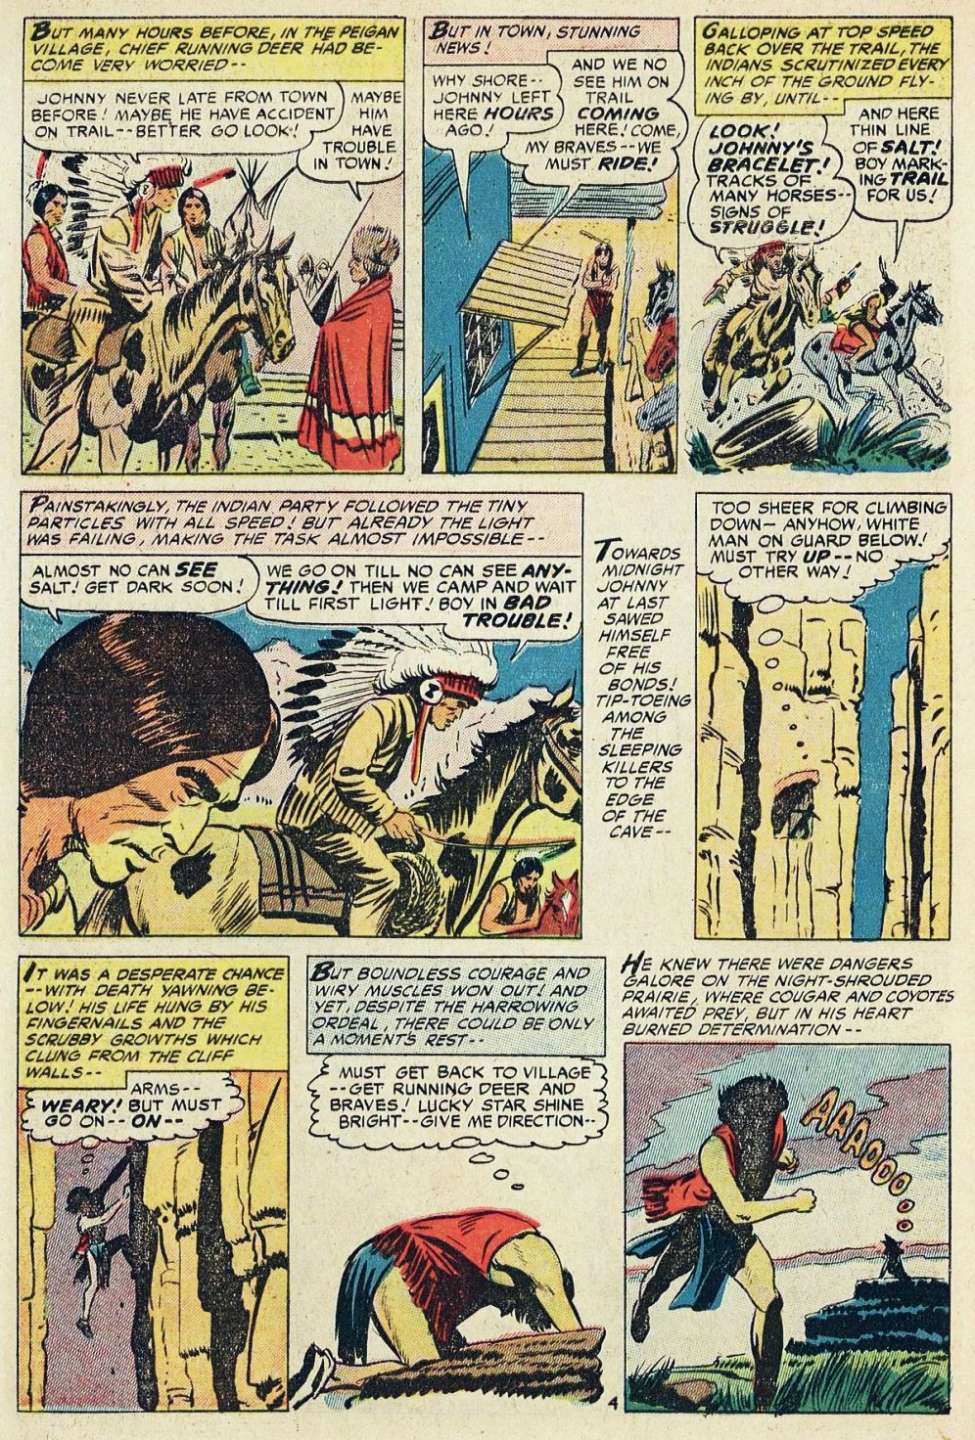 BUT MANY HOURS BEFORE, IN THE PEIGAN
VILLAGE, CHIEF RUNNING DEER HAD BE-
COME VERY WORRIED--
JOHNNY NEVER LATE FROM TOWN
BEFORE! MAYBE HE HAVE ACCIDENT
ON TRAIL--BETTER GO LOOK!
MAYBE
HIM
HAVE
TROUBLE
IN TOWN!
BUT IN TOWN, STUNNING
NEWS!
WHY SHORE--
JOHNNY LEFT
HERE HOURS
AGO!
AND WE NO
SEE HIM ON
TRAIL
COMING
HERE! COME,
MY BRAVES--WE
MUST RIDE!
GALLOPING AT TOP SPEED
BACK OVER THE TRAIL, THE
INDIANS SCRUTINIZED EVERY
INCH OF THE GROUND FLY-
ING BY, UNTIL--
LOOK!
JOHNNY'S
BRACELET!
TRACKS OF
MANY HORSES--
SIGNS OF
STRUGGLE!
AND HERE
THIN LINE
OF SALT!
BOY MARK-
ING TRAIL
FOR US!
PAINSTAKINGLY, THE INDIAN PARTY FOLLOWED THE TINY
PARTICLES WITH ALL SPEED! BUT ALREADY THE LIGHT
WAS FAILING, MAKING THE TASK ALMOST IMPOSSIBLE--
ALMOST NO CAN SEE
SALT! GET DARK SOON!
WE GO ON TILL NO CAN SEE ANY-
THING! THEN WE CAMP AND WAIT
TILL FIRST LIGHT! BOY IN BAD
TROUBLE!
TOWARDS
MIDNIGHT
JOHNNY
AT LAST
SAWED
HIMSELF
FREE
OF HIS
BONDS!
TIP-TOEING
AMONG
THE
SLEEPING
KILLERS
TO THE
EDGE
OF THE
CAVE--
TOO SHEER FOR CLIMBING
DOWN-- ANYHOW, WHITE
MAN ON GUARD BELOW!
MUST TRY UP--NO
OTHER WAY!
IT WAS A DESPERATE CHANCE
--WITH DEATH YAWNING BE-
LOW! HIS LIFE HUNG BY HIS
FINGERNAILS AND THE
SCRUBBY GROWTHS WHICH
CLUNG FROM THE CLIFF
WALLS--
ARMS--
WEARY! BUT MUST
GO ON--ON--
BUT BOUNDLESS COURAGE AND
WIRY MUSCLES WON OUT! AND
YET, DESPITE THE HARROWING
ORDEAL, THERE COULD BE ONLY
A MOMENT'S REST--
MUST GET BACK TO VILLAGE
--GET RUNNING DEER AND
BRAVES! LUCKY STAR SHINE
BRIGHT--GIVE ME DIRECTION--
4
HE KNEW THERE WERE DANGERS
GALORE ON THE NIGHT-SHROUDED
PRAIRIE, WHERE COUGAR AND COYOTES
AWAITED PREY, BUT IN HIS HEART
BURNED DETERMINATION--
AAROOOO